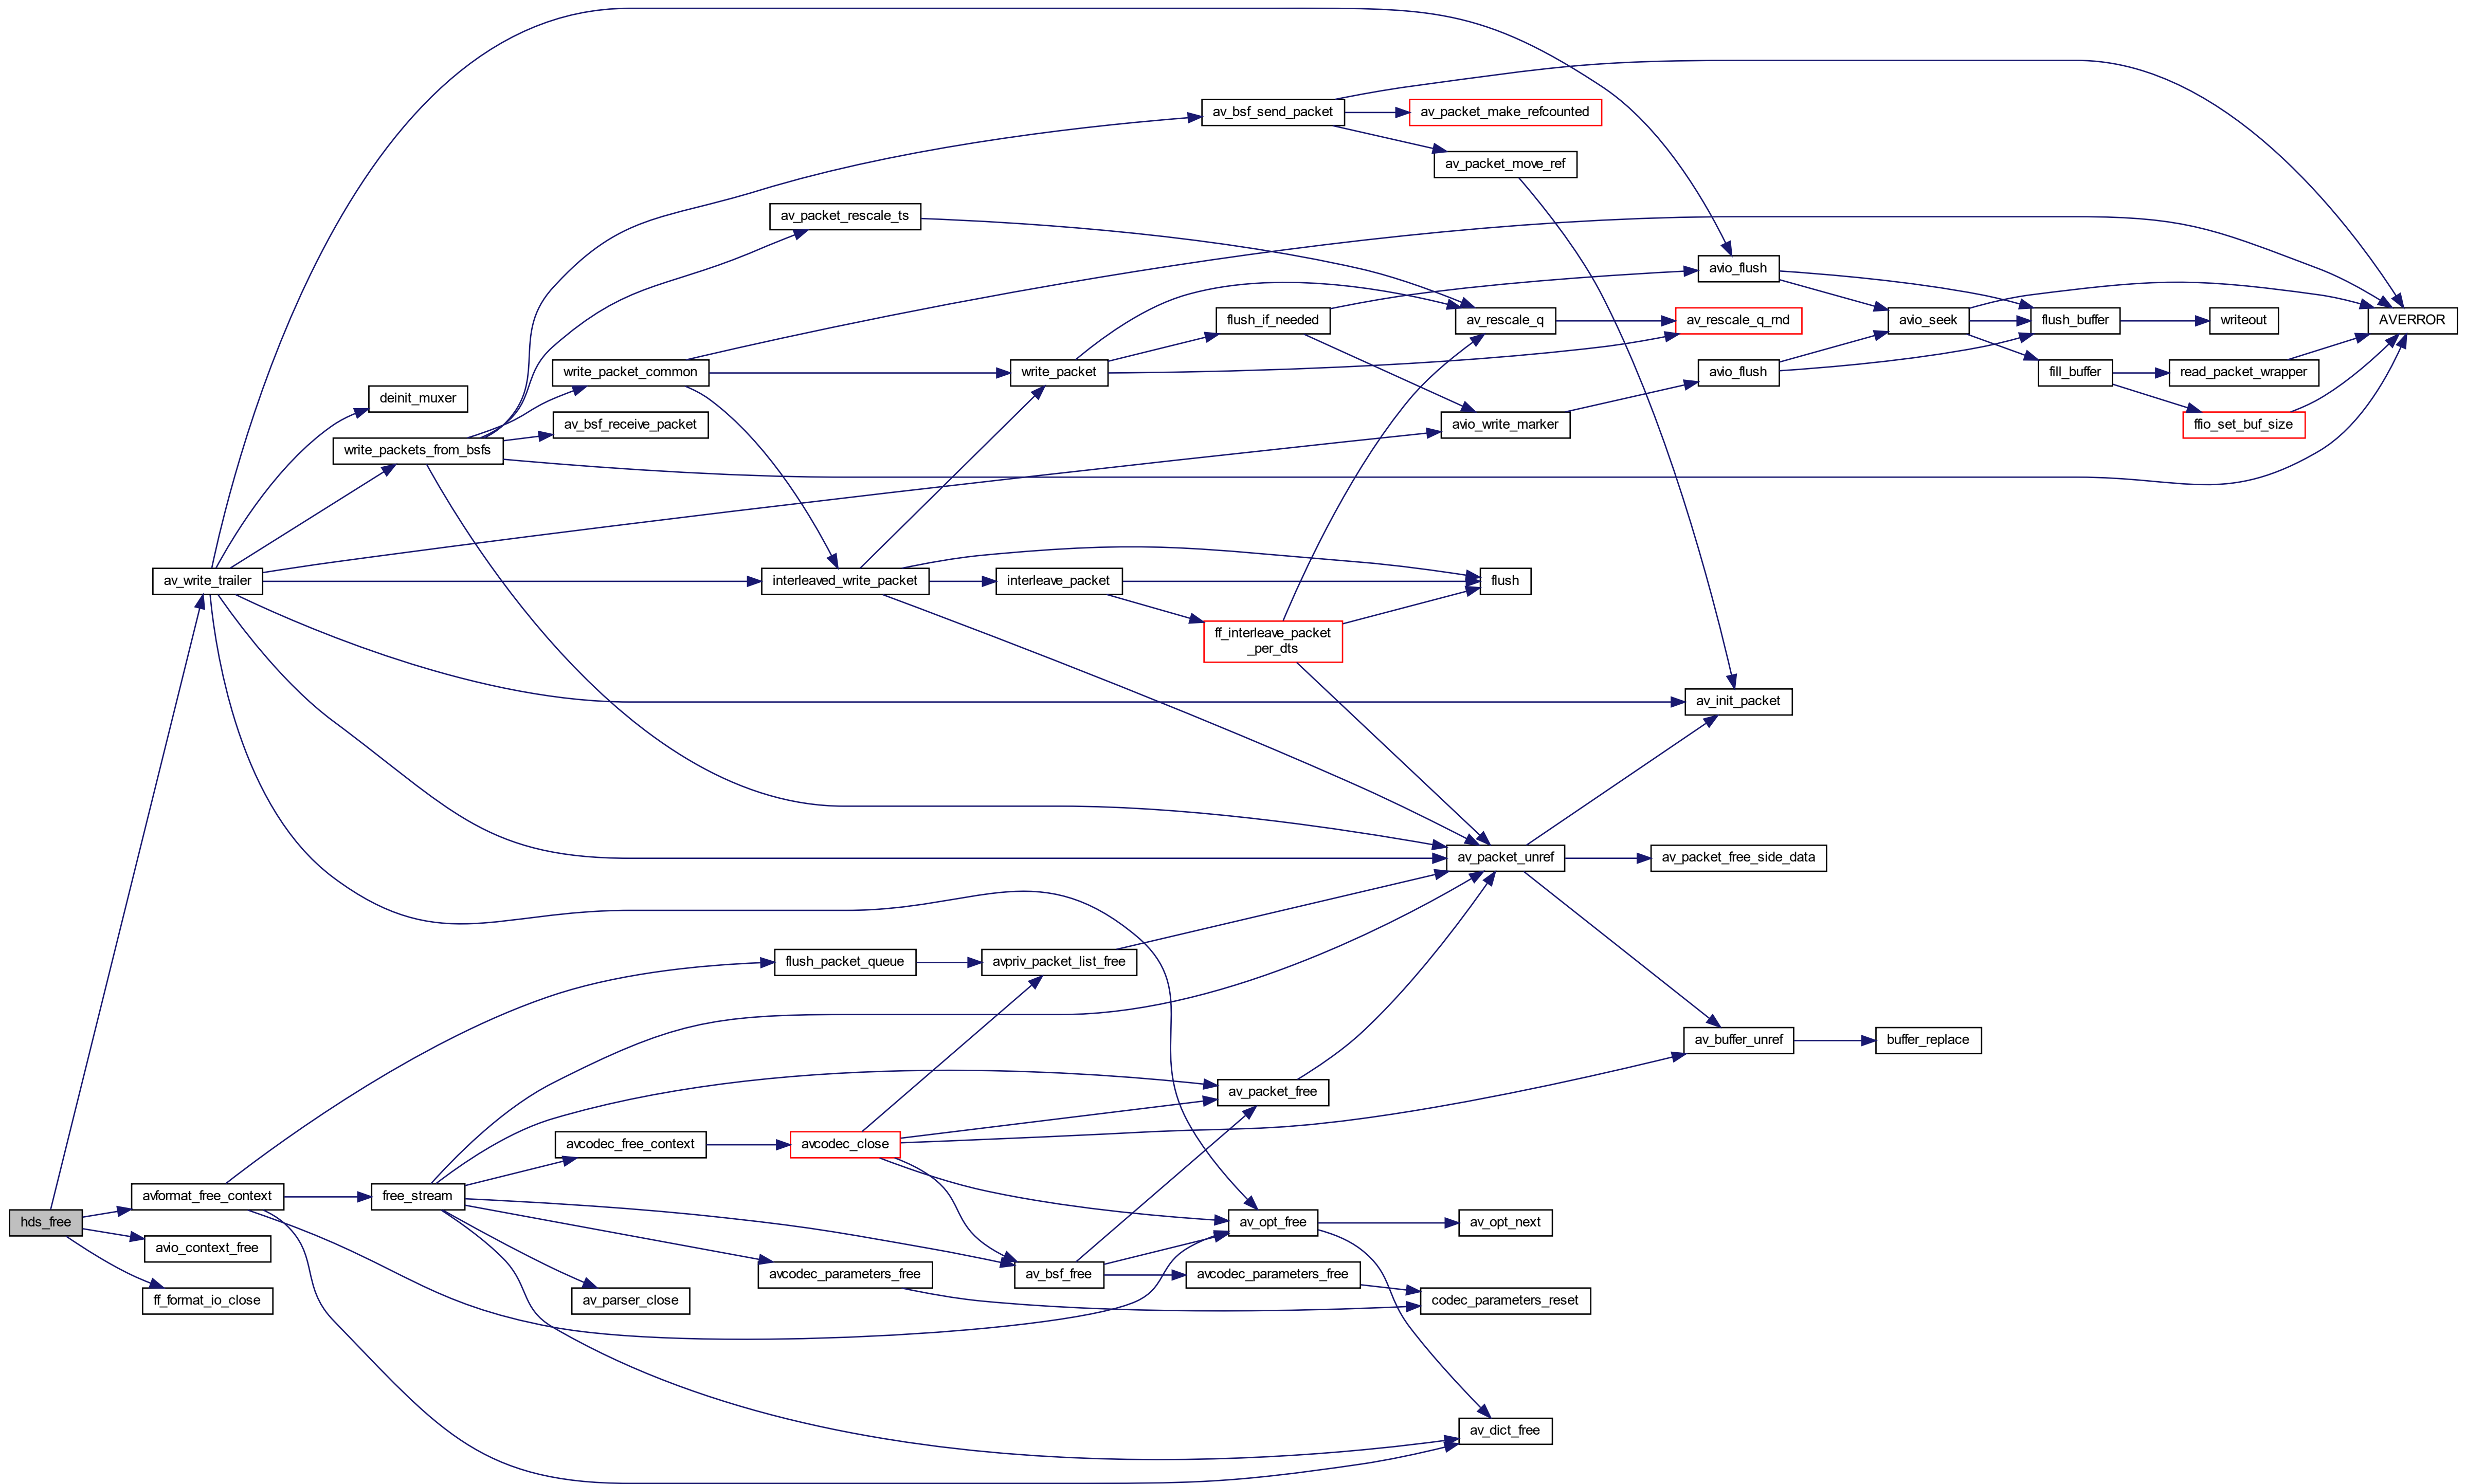 hds_free
av_write_trailer
avformat_free_context
avio_context_free
ff_format_io_close
deinit_muxer
write_packets_from_bsfs
free_stream
write_packet_common
av_bsf_receive_packet
avcodec_free_context
av_parser_close
av_packet_rescale_ts
interleaved_write_packet
flush_packet_queue
avcodec_close
avcodec_parameters_free
write_packet
interleave_packet
avpriv_packet_list_free
av_bsf_free
av_bsf_send_packet
flush_if_needed
ff_interleave_packet
_per_dts
av_packet_free
av_opt_free
avcodec_parameters_free
av_packet_make_refcounted
av_packet_move_ref
av_rescale_q
avio_write_marker
flush
av_packet_unref
av_opt_next
codec_parameters_reset
av_dict_free
avio_flush
av_rescale_q_rnd
avio_flush
av_init_packet
av_packet_free_side_data
av_buffer_unref
avio_seek
buffer_replace
flush_buffer
fill_buffer
writeout
read_packet_wrapper
ffio_set_buf_size
AVERROR